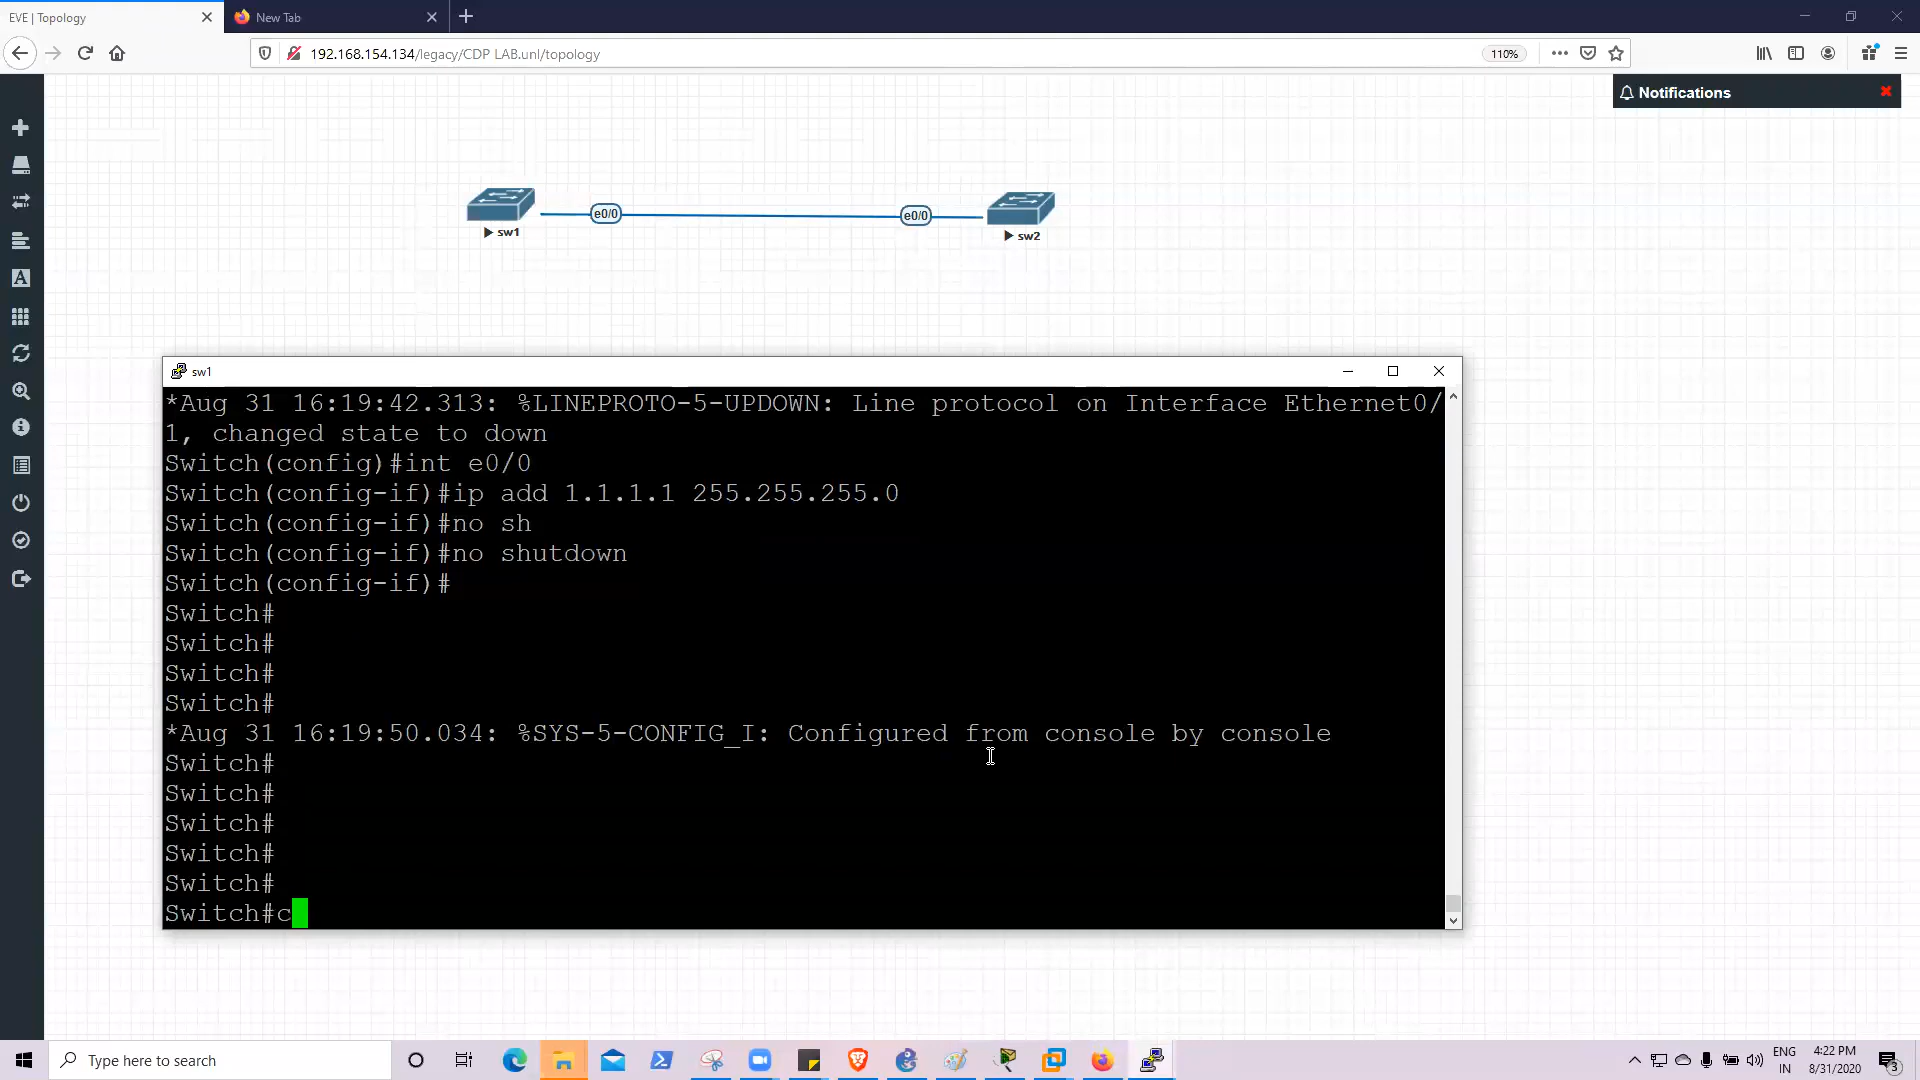 EVE | Topology
New Tab
192.168.154.134/legacy/CDP LAB.unl/topology
110%
Notifications
e0/0
e0/0
sw1
sw2
sw1
*Aug 31 16:19:42.313: %LINEPROTO-5-UPDOWN: Line protocol on Interface Ethernet0/
1, changed state to down
Switch(config)#int e0/0
Switch(config-if)#ip add 1.1.1.1 255.255.255.0
Switch(config-if)#no sh
Switch(config-if)#no shutdown
Switch(config-if)#
Switch#
Switch#
Switch#
Switch#
*Aug 31 16:19:50.034: %SYS-5-CONFIG_I: Configured from console by console
Switch#
Switch#
Switch#
Switch#
Switch#
Switch#c
Type here to search
ENG
IN
4:22 PM
8/31/2020
3